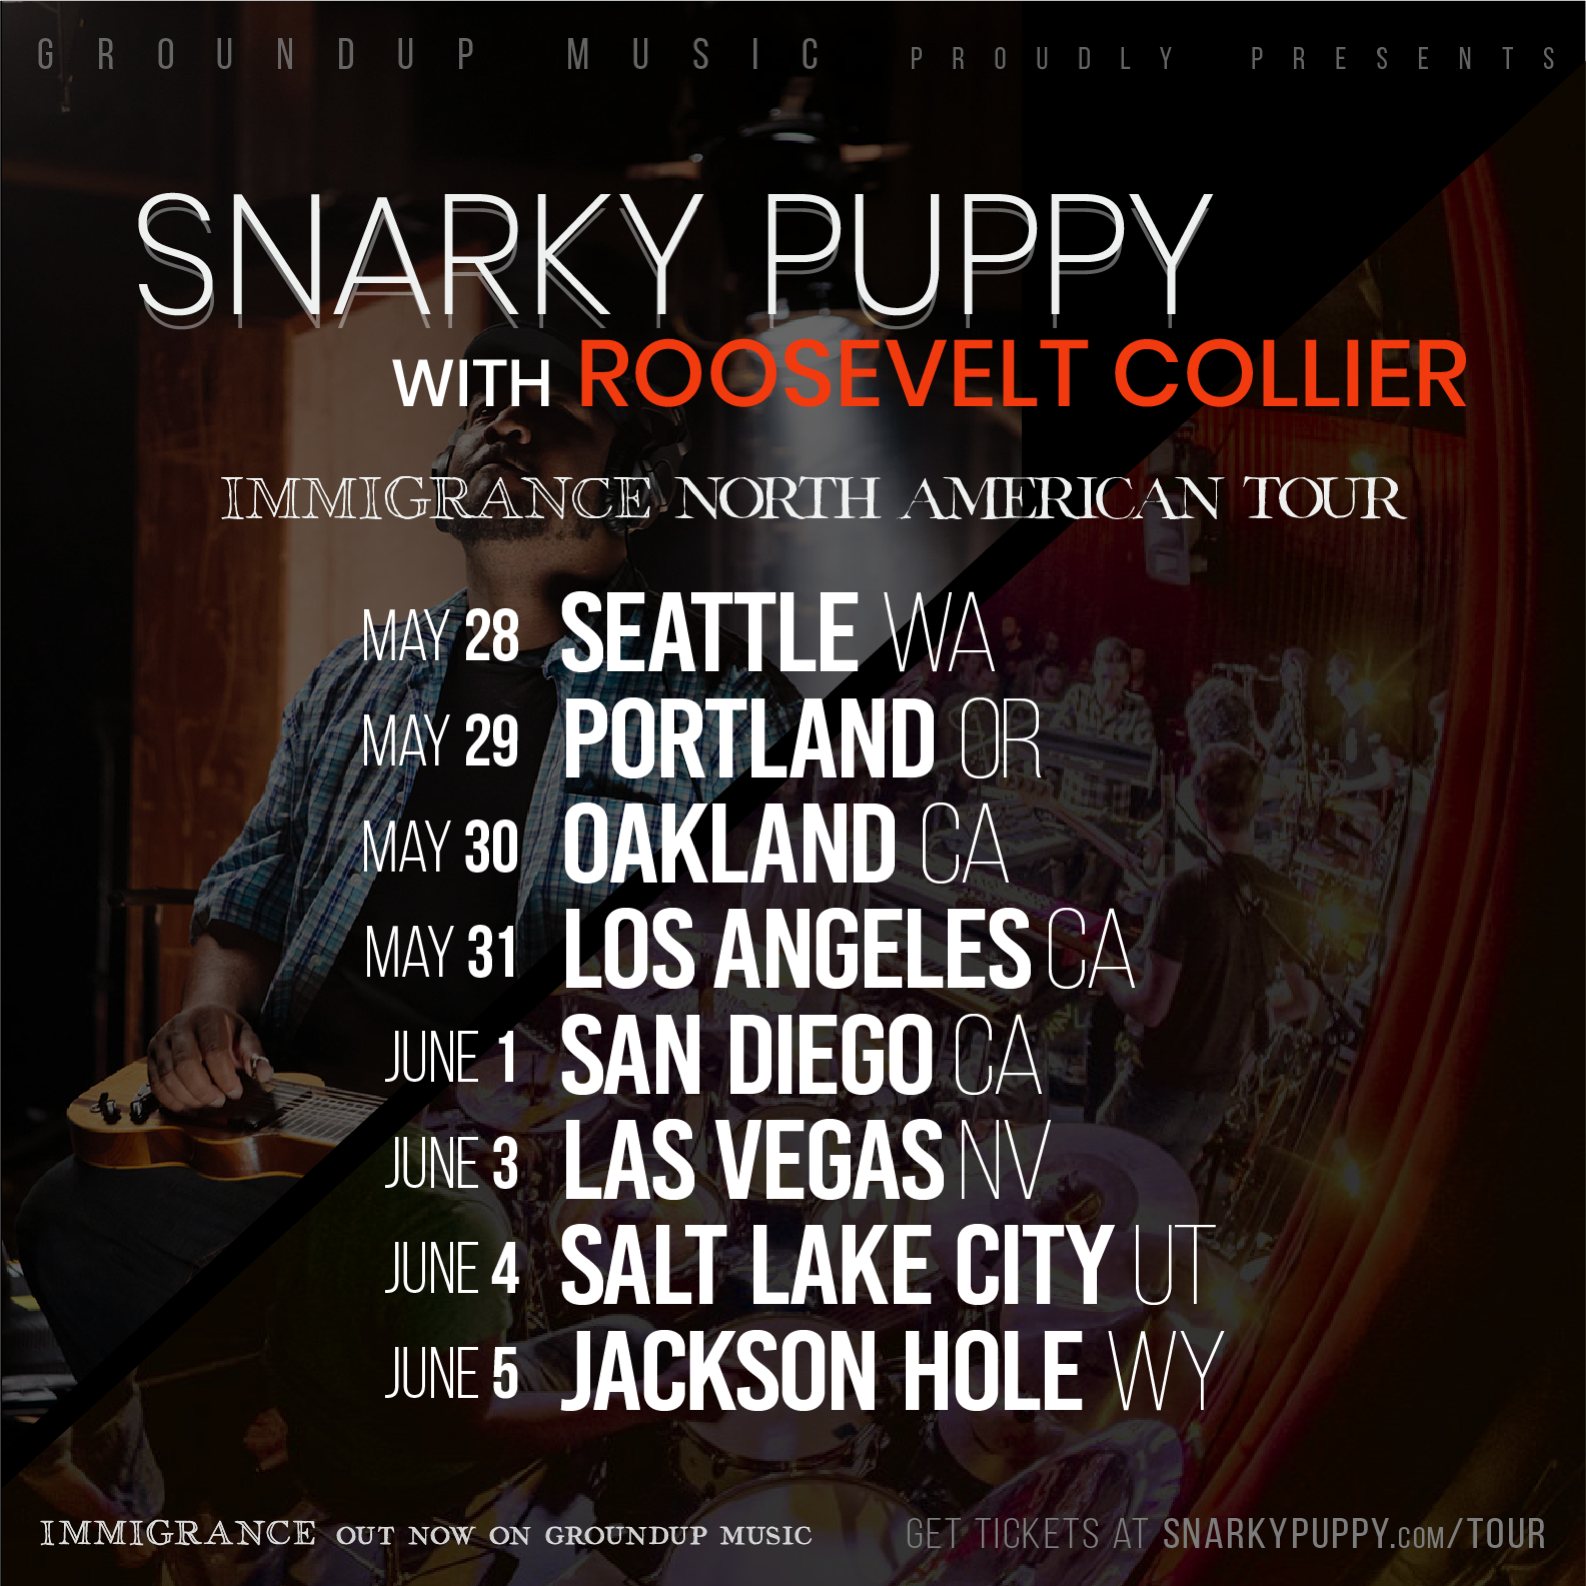 GROUNDUP MUSIC PROUDLY PRESENTS
SNARKY PUPPY
WITH ROOSEVELT COLLIER
IMMIGRANCE NORTH AMERICAN TOUR
MAY 28 SEATTLE WA
MAY 29 PORTLAND OR
MAY 30 OAKLAND CA
MAY 31 LOS ANGELES CA
JUNE 1 SAN DIEGO CA
JUNE 3 LAS VEGAS NV
JUNE 4 SALT LAKE CITY UT
JUNE 5 JACKSON HOLE WY
IMMIGRANCE OUT NOW ON GROUNDUP MUSIC GET TICKETS AT SNARKYPUPPY.COM/TOUR